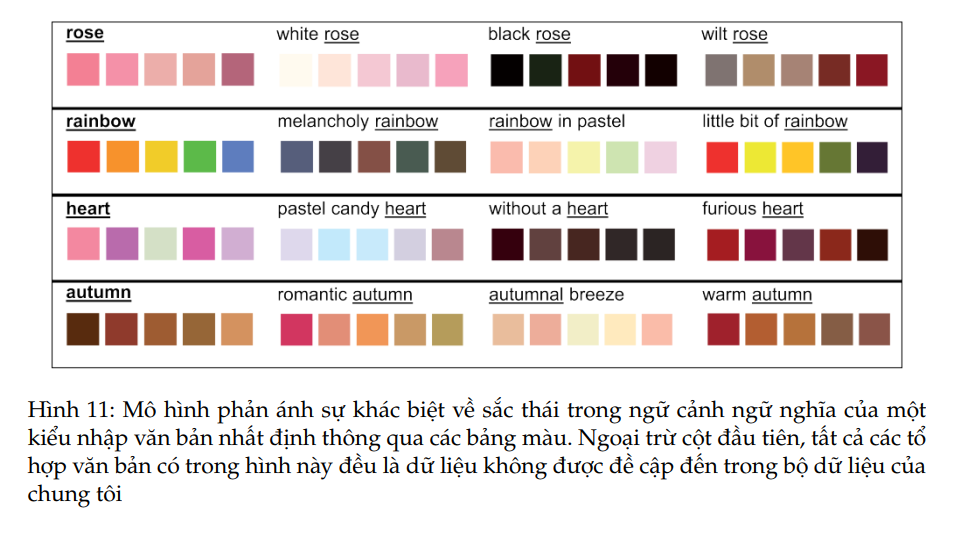 rose white rose black rose wilt rose
rainbow melancholy rainbow rainbow in pastel little bit of rainbow
heart pastel candy heart without a heart furious heart
autumn romantic autumn autumnal breeze warm autumn
Hình 11: Mô hình phản ánh sự khác biệt về sắc thái trong ngữ cảnh ngữ nghĩa của một
kiểu nhập văn bản nhất định thông qua các bảng màu. Ngoại trừ cột đầu tiên, tất cả các tổ
hợp văn bản có trong hình này đều là dữ liệu không được đề cập đến trong bộ dữ liệu của
chung tôi